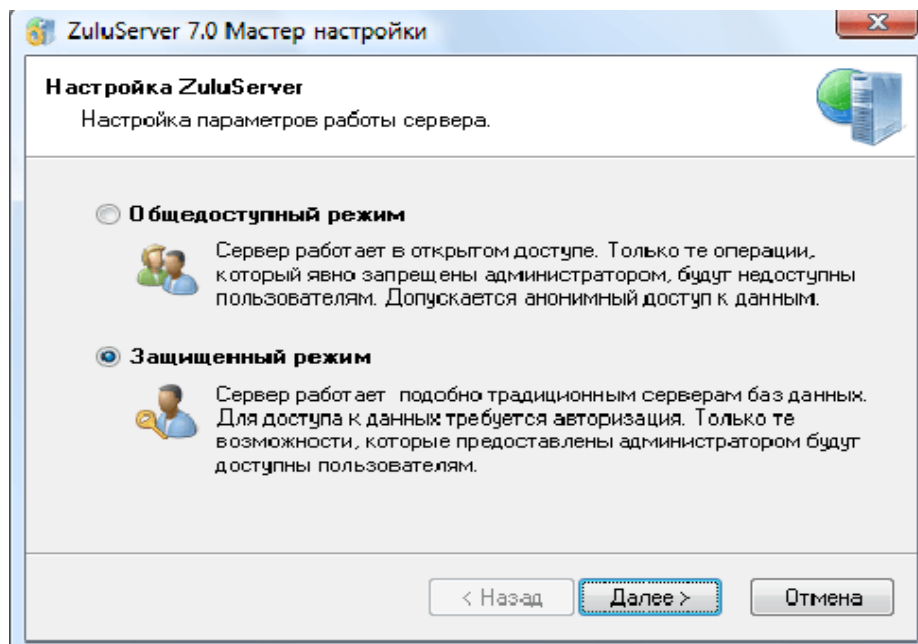 ZuluServer 7.0 Мастер настройки
Настройка ZuluServer
Настройка параметров работы сервера.
Общедоступный режим
Сервер работает в открытом доступе. Только те операции,
который явно запрещены администратором, будут недоступны
пользователям. Допускается анонимный доступ к данным.
Защищенный режим
Сервер работает подобно традиционным серверам баз данных.
Для доступа к данных требуется авторизация. Только те
возможности, которые предоставлены администратором будут
доступны пользователям.
< Назад Далее > Отмена